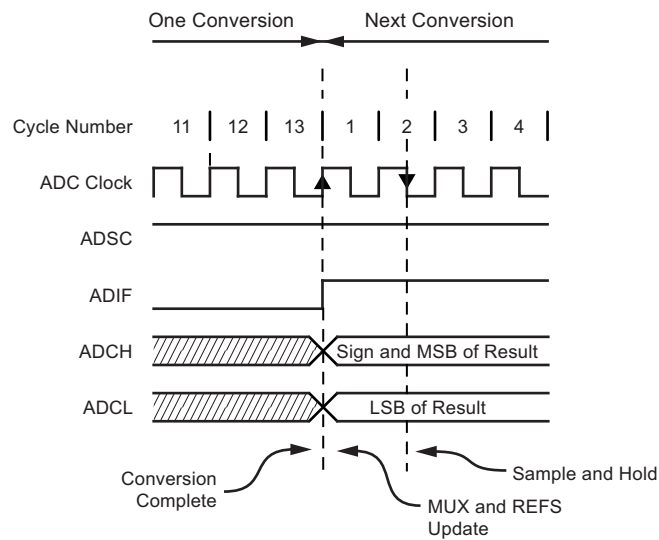 One Conversion Next Conversion
Cycle Number 11 12 13 1 2 3 4
ADC Clock
ADSC
ADIF
ADCH Sign and MSB of Result
ADCL LSB of Result
Conversion
Complete
Sample and Hold
MUX and REFS
Update